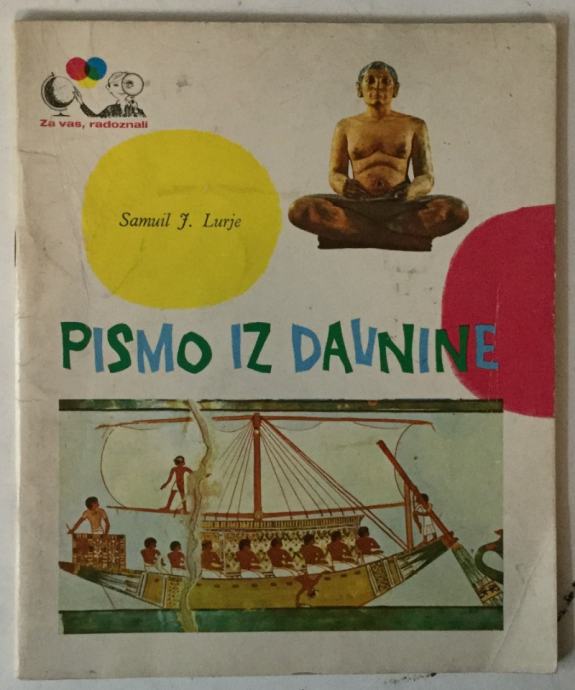 Za vas, radoznali
Samuil J. Lurje
PISMO IZ DAVNINE